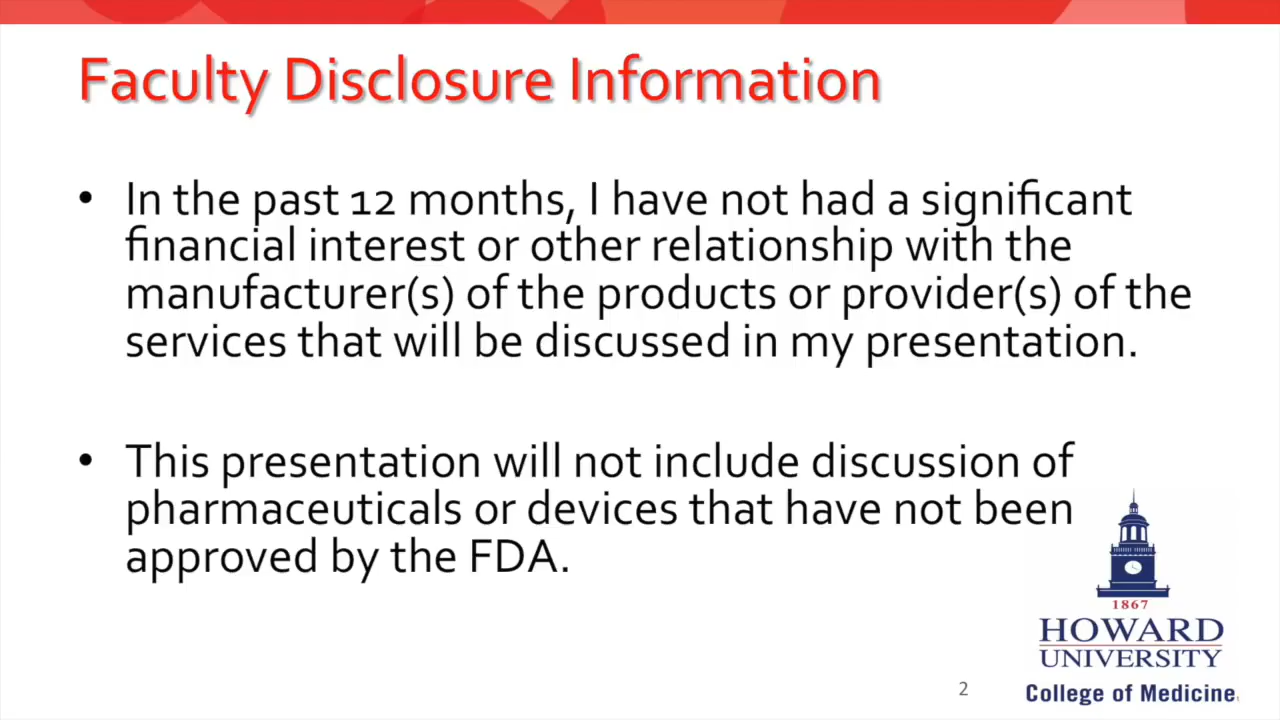 Faculty Disclosure Information
• In the past 12 months, I have not had a significant
financial interest or other relationship with the
manufacturer(s) of the products or provider(s) of the
services that will be discussed in my presentation.
• This presentation will not include discussion of
pharmaceuticals or devices that have not been
approved by the FDA.
1867
HOWARD
UNIVERSITY
College of Medicine
2